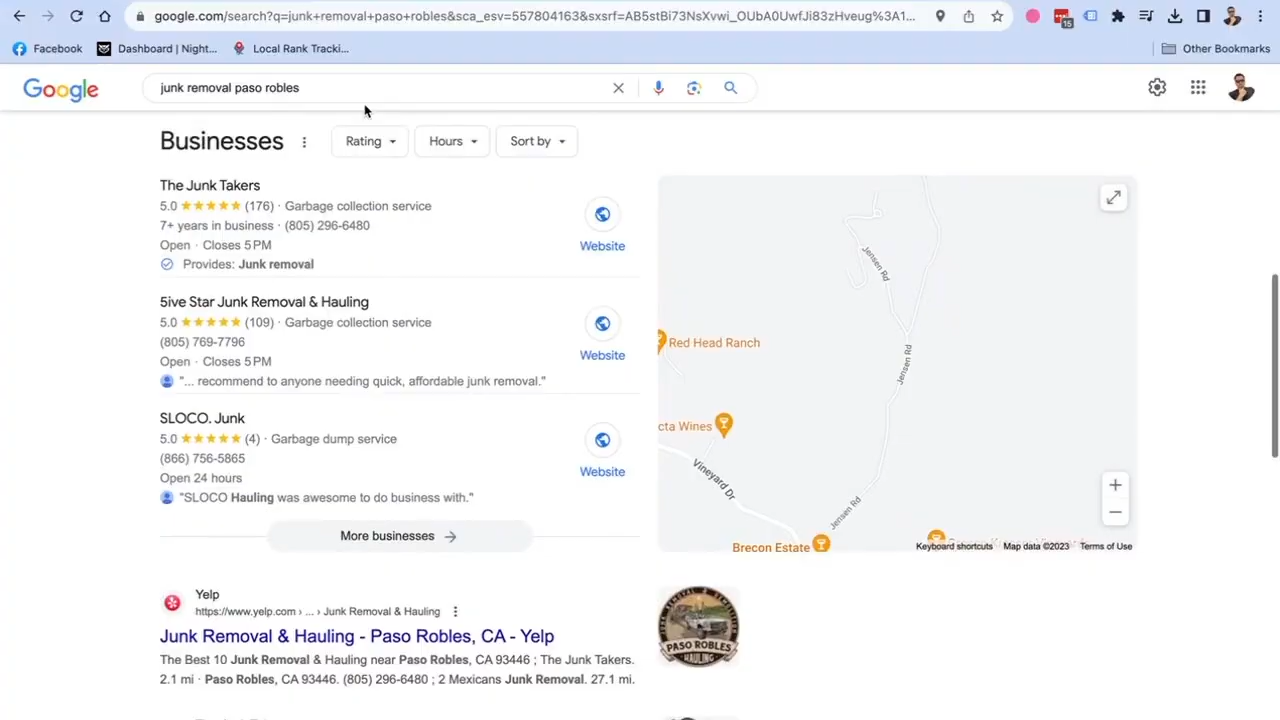 google.com/search?q=junk+removal+paso+robles&sca_esv=557804163&sxsrf=AB5stBi73NsXvwi_OUbA0UwfJi83zHveug%3A1...
15
Facebook
Dashboard | Night...
Local Rank Tracki...
Other Bookmarks
Google
junk removal paso robles
Businesses
Rating
Hours
Sort by
The Junk Takers
5.0 ★★★★★ (176) · Garbage collection service
7+ years in business · (805) 296-6480
Open · Closes 5 PM
Provides: Junk removal
Website
5ive Star Junk Removal & Hauling
5.0 ★★★★★ (109) · Garbage collection service
(805) 769-7796
Open · Closes 5 PM
"... recommend to anyone needing quick, affordable junk removal."
Website
SLOCO. Junk
5.0 ★★★★★ (4) · Garbage dump service
(866) 756-5865
Open 24 hours
"SLOCO Hauling was awesome to do business with."
Website
More businesses
Jensen Rd
Red Head Ranch
Jensen Rd
cta Wines
Vineyard Dr
Jensen Rd
Brecon Estate
Keyboard shortcuts
Map data ©2023
Terms of Use
Yelp
https://www.yelp.com › ... › Junk Removal & Hauling
Junk Removal & Hauling - Paso Robles, CA - Yelp
The Best 10 Junk Removal & Hauling near Paso Robles, CA 93446 ; The Junk Takers.
2.1 mi · Paso Robles, CA 93446. (805) 296-6480 ; 2 Mexicans Junk Removal. 27.1 mi.
PASO ROBLES
HAULING